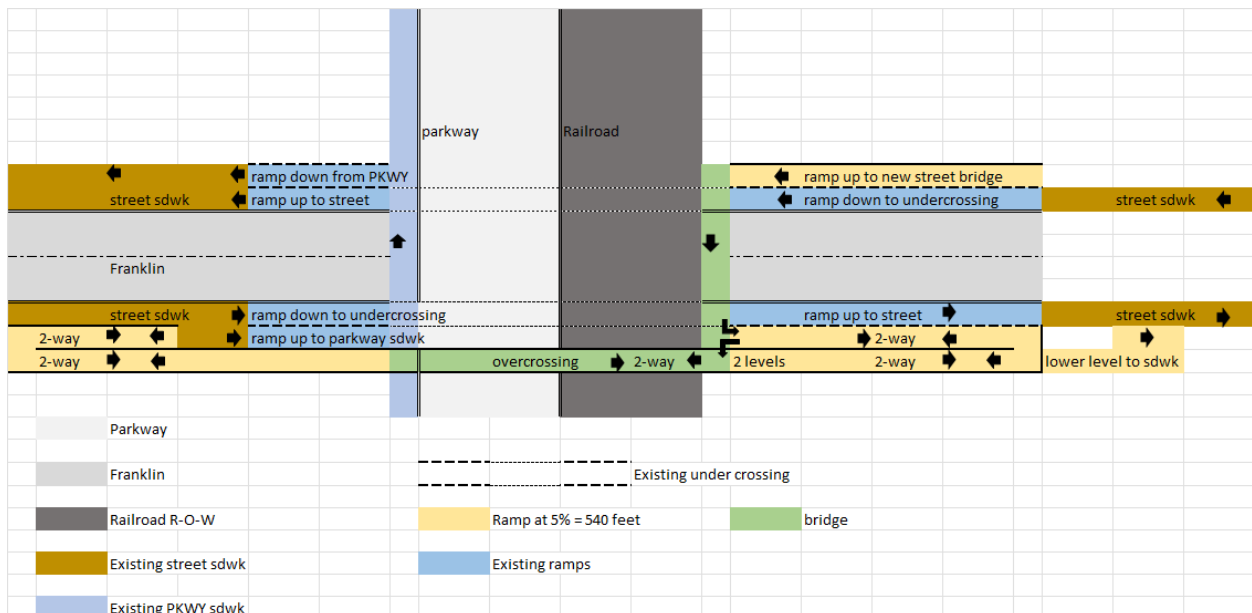 parkway Railroad
ramp down from PKWY ramp up to new street bridge
street sdwk ramp up to street ramp down to undercrossing street sdwk
Franklin
street sdwk ramp down to undercrossing ramp up to street street sdwk
2-way ramp up to parkway sdwk 2-way
2-way overcrossing 2-way 2 levels 2-way lower level to sdwk
Parkway
Franklin Existing under crossing
Railroad R-O-W Ramp at 5% = 540 feet bridge
Existing street sdwk Existing ramps
Existing PKWY sdwk